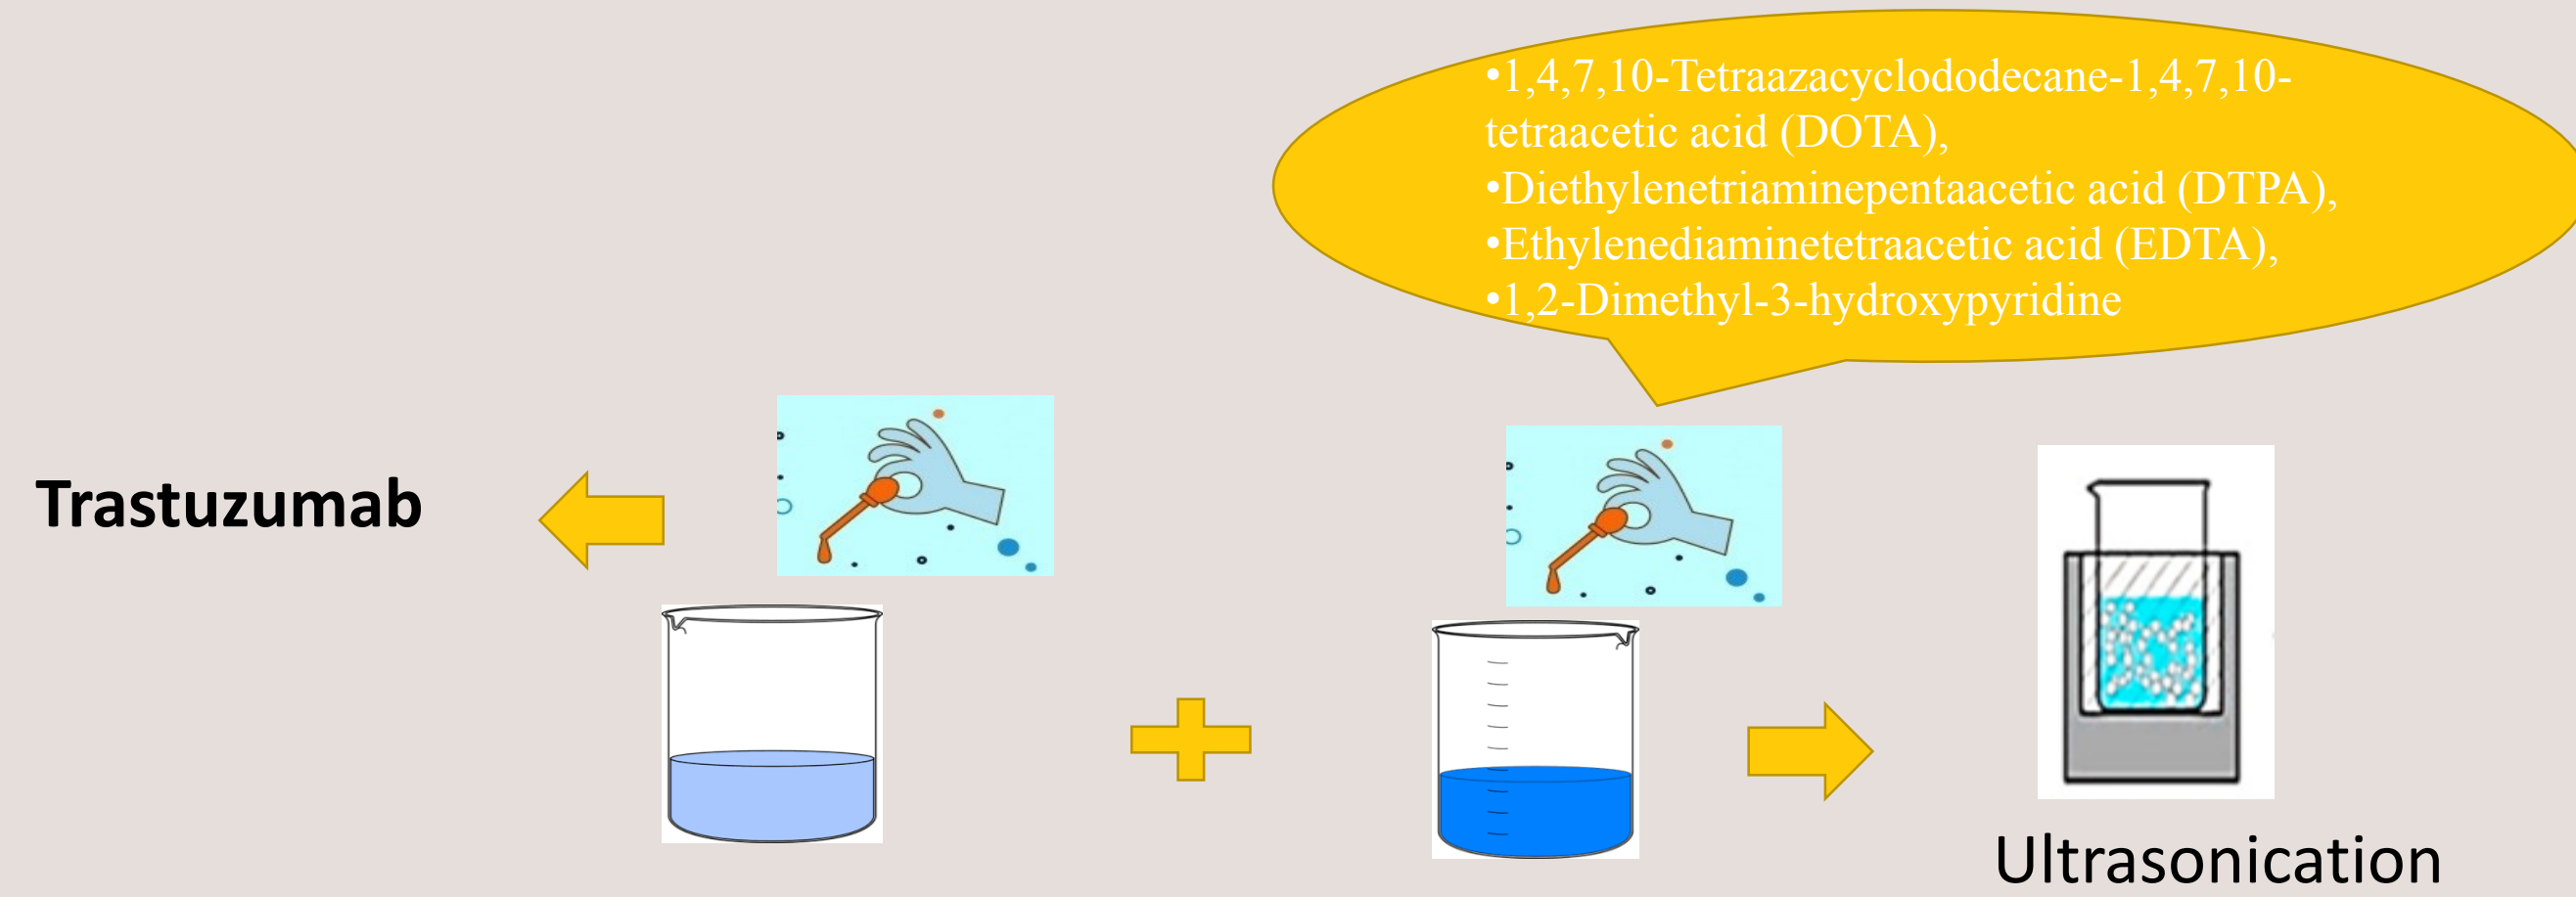 •1,4,7,10-Tetraazacyclododecane-1,4,7,10-
tetraacetic acid (DOTA),
•Diethylenetriaminepentaacetic acid (DTPA),
•Ethylenediaminetetraacetic acid (EDTA),
•1,2-Dimethyl-3-hydroxypyridine
Trastuzumab
Ultrasonication